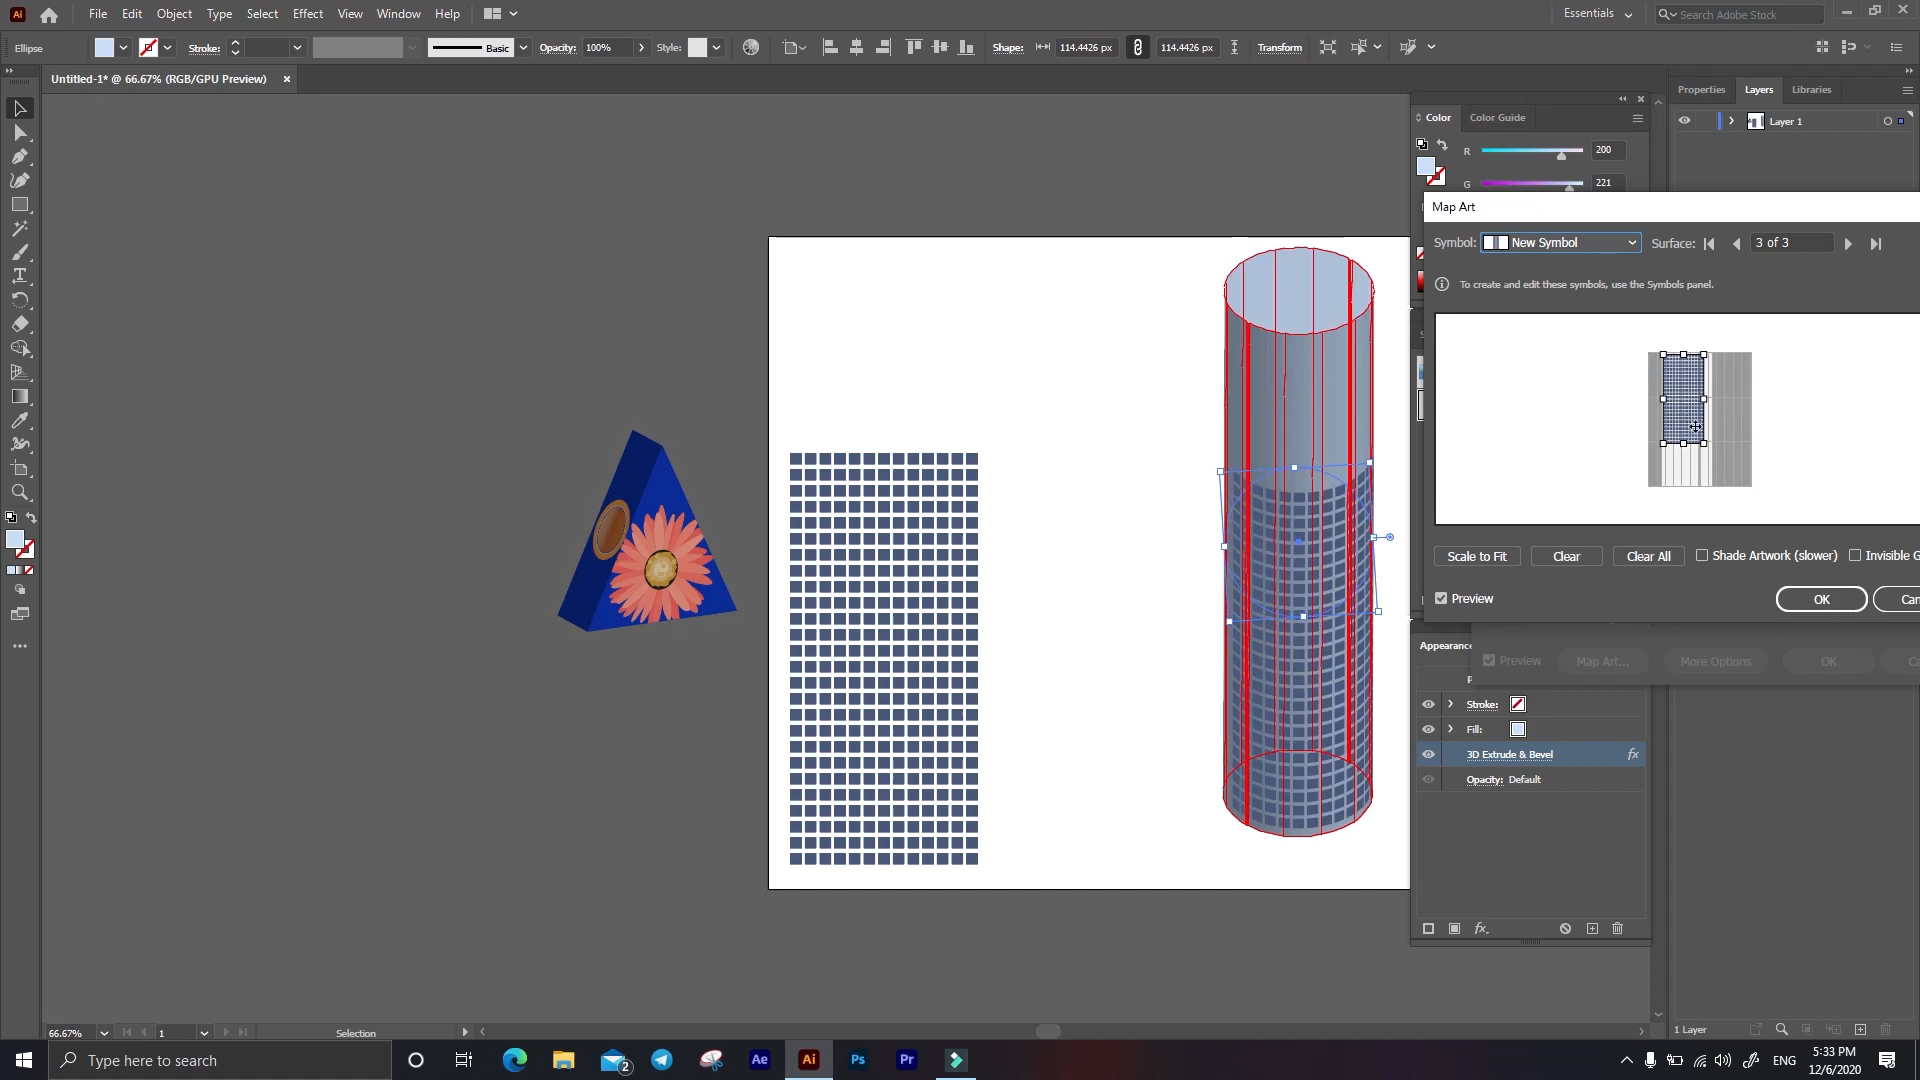 Ai File Edit Object Type Select Effect View Window Help Essentials Search Adobe Stock
Ellipse Stroke: Basic Opacity: 100% Style: Shape: 114.4426 px 114.4426 px Transform
Untitled-1* @ 66.67% (RGB/GPU Preview)
Properties Layers Libraries
Color Color Guide
Layer 1
R 200
G 221
Map Art
Symbol: New Symbol Surface: 3 of 3
To create and edit these symbols, use the Symbols panel.
Scale to Fit Clear Clear All Shade Artwork (slower) Invisible G
Preview OK Can
Appearance
Preview Map Art... More Options OK Ca
P
Stroke:
Fill:
3D Extrude & Bevel fx
Opacity: Default
fx.
66.67% 1 Selection
1 Layer
Type here to search
2 Ae Ai Ps Pr
ENG
5:33 PM
12/6/2020